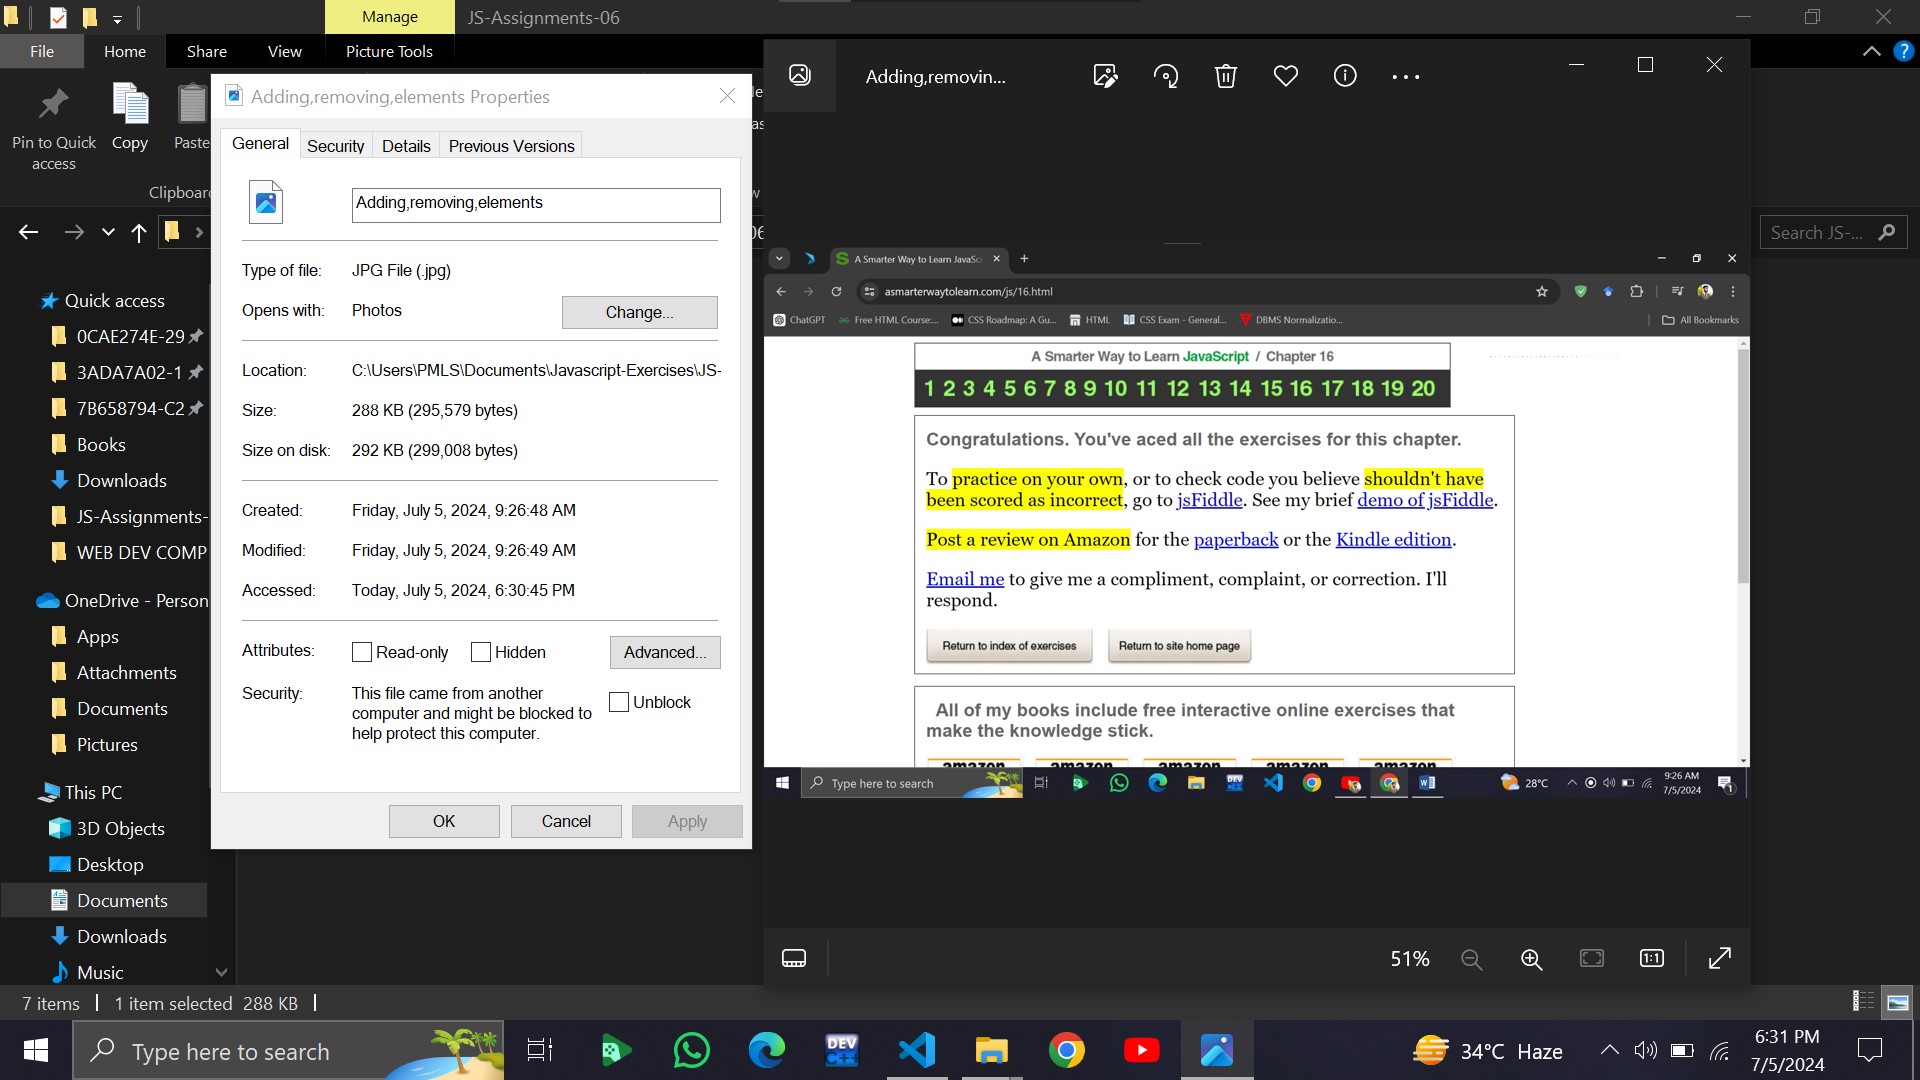 Manage
JS-Assignments-06
File
Home
Share
View
Picture Tools
Pin to Quick access
Copy
Paste
Search JS-...
Quick access
0CAE274E-29
3ADA7A02-1
7B658794-C2
Books
Downloads
JS-Assignments-
WEB DEV COMP
OneDrive - Person
Apps
Attachments
Documents
Pictures
This PC
3D Objects
Desktop
Documents
Downloads
Music
7 items
1 item selected 288 KB
Adding,removing,elements Properties
General
Security
Details
Previous Versions
Adding,removing,elements
Type of file: JPG File (.jpg)
Opens with: Photos
Change...
Location: C:\Users\PMLS\Documents\Javascript-Exercises\JS-
Size: 288 KB (295,579 bytes)
Size on disk: 292 KB (299,008 bytes)
Created: Friday, July 5, 2024, 9:26:48 AM
Modified: Friday, July 5, 2024, 9:26:49 AM
Accessed: Today, July 5, 2024, 6:30:45 PM
Attributes: Read-only Hidden
Advanced...
Security: This file came from another
computer and might be blocked to
help protect this computer.
Unblock
OK
Cancel
Apply
Adding,removin...
A Smarter Way to Learn JavaSc
asmarterwaytolearn.com/js/16.html
ChatGPT
Free HTML Course:...
CSS Roadmap: A Gu...
HTML
CSS Exam - General...
DBMS Normalizatio...
All Bookmarks
A Smarter Way to Learn JavaScript / Chapter 16
1 2 3 4 5 6 7 8 9 10 11 12 13 14 15 16 17 18 19 20
Congratulations. You've aced all the exercises for this chapter.
To practice on your own, or to check code you believe shouldn't have
been scored as incorrect, go to jsFiddle. See my brief demo of jsFiddle.
Post a review on Amazon for the paperback or the Kindle edition.
Email me to give me a compliment, complaint, or correction. I'll
respond.
Return to index of exercises
Return to site home page
All of my books include free interactive online exercises that
make the knowledge stick.
amazon amazon amazon amazon amazon
Type here to search
DEV
28°C
9:26 AM
7/5/2024
1
51%
1:1
Type here to search
DEV
C++
34°C Haze
6:31 PM
7/5/2024